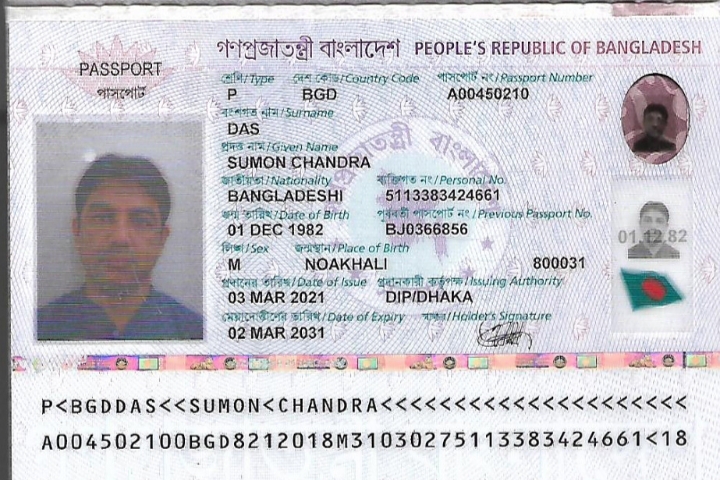 গণপ্রজাতন্ত্রী বাংলাদেশ PEOPLE'S REPUBLIC OF BANGLADESH
PASSPORT
পাসপোর্ট
শ্রেণি/Type দেশ কোড/Country Code পাসপোর্ট নং/Passport Number
P BGD A00450210
বংশগত নাম/Surname
DAS
প্রদত্ত নাম/Given Name
SUMON CHANDRA
জাতীয়তা/Nationality ব্যক্তিগত নং/Personal No.
BANGLADESHI 5113383424661
জন্ম তারিখ/Date of Birth পূর্ববর্তী পাসপোর্ট নং/Previous Passport No.
01 DEC 1982 BJ0366856
01.12.82
লিঙ্গ/Sex জন্মস্থান/Place of Birth
M NOAKHALI 800031
প্রদানের তারিখ/Date of Issue প্রদানকারী কর্তৃপক্ষ/Issuing Authority
03 MAR 2021 DIP/DHAKA
মেয়াদোত্তীর্ণের তারিখ/Date of Expiry স্বাক্ষর/Holder's Signature
02 MAR 2031
P<BGDDAS<<SUMON<CHANDRA<<<<<<<<<<<<<<<<<<<<<
A004502100BGD8212018M31030275113383424661<18